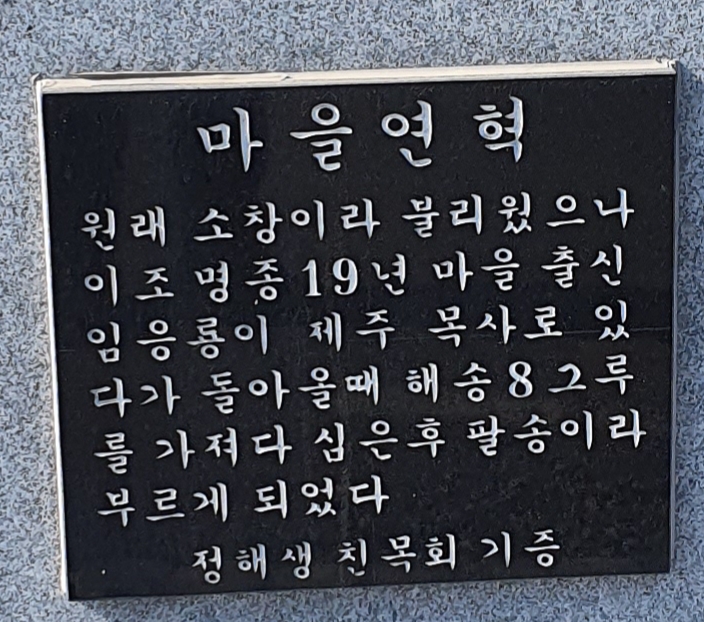 마을연혁
원래 소창이라 불리웠으나
이조명종19년 마을 출신
임응룡이 제주 목사로 있
다가 돌아올때 해송8그루
를 가져다 심은후 팔송이라
부르게 되었다
정해생 친목회 기증